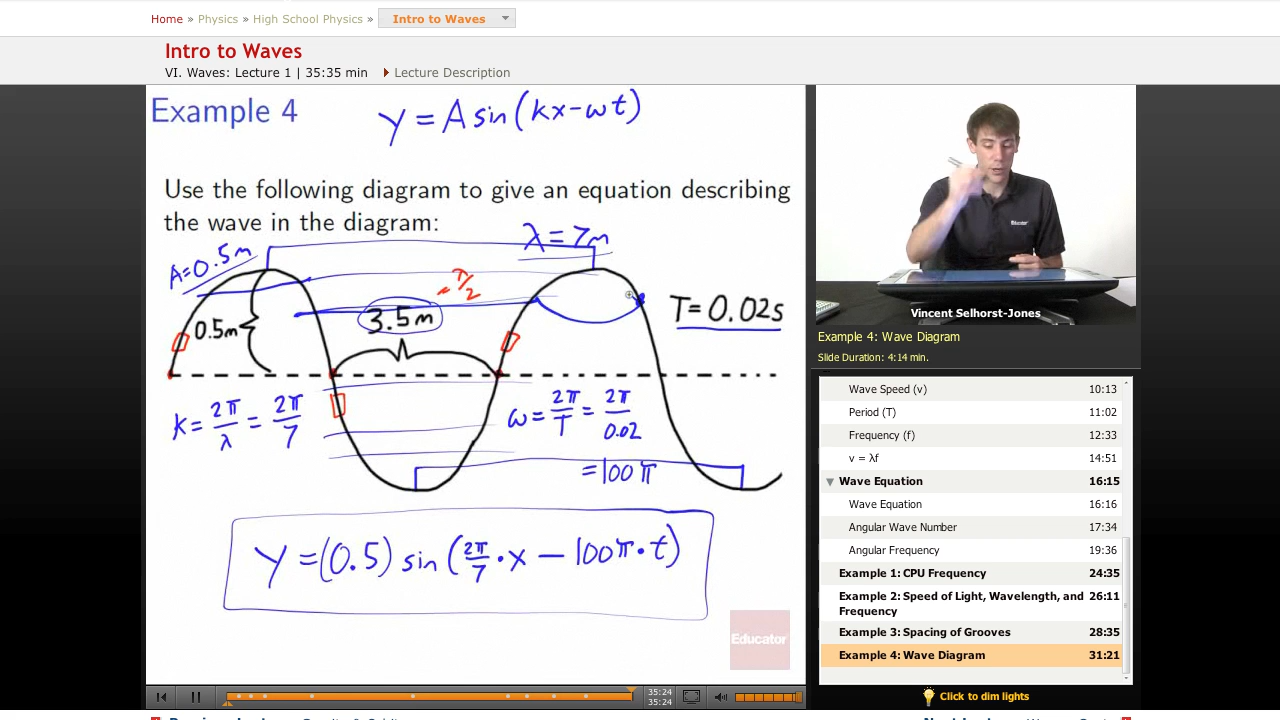 Home » Physics » High School Physics » Intro to Waves
Intro to Waves
VI. Waves: Lecture 1 | 35:35 min Lecture Description
Example 4
Y = A sin(kx-ωt)
Use the following diagram to give an equation describing
the wave in the diagram:
A=0.5m
λ = 7m
π/2
0.5m
3.5m
T=0.02s
K = 2π/λ = 2π/7
ω = 2π/T = 2π/0.02
=100π
Y =(0.5) sin(2π/7·x — 100π·t)
Educator
35:24
35:24
Educator
Vincent Selhorst-Jones
Example 4: Wave Diagram
Slide Duration: 4:14 min.
Wave Speed (v) 10:13
Period (T) 11:02
Frequency (f) 12:33
v = λf 14:51
Wave Equation 16:15
Wave Equation 16:16
Angular Wave Number 17:34
Angular Frequency 19:36
Example 1: CPU Frequency 24:35
Example 2: Speed of Light, Wavelength, and 26:11
Frequency
Example 3: Spacing of Grooves 28:35
Example 4: Wave Diagram 31:21
Click to dim lights